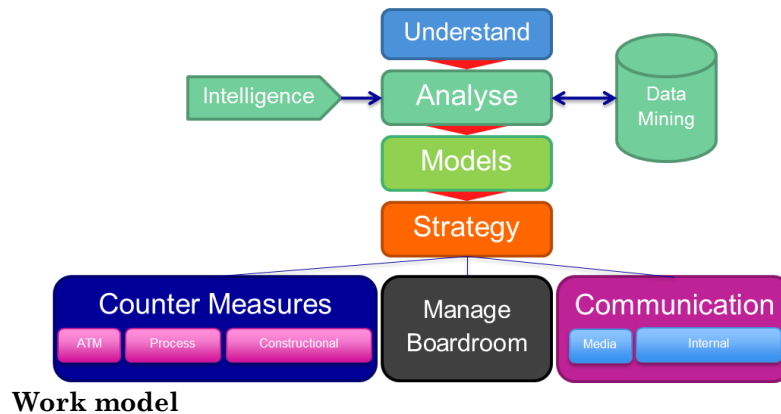 Understand
Intelligence
Analyse
Data
Mining
Models
Strategy
Counter Measures
ATM
Process
Constructional
Manage
Boardroom
Communication
Media
Internal
Work model